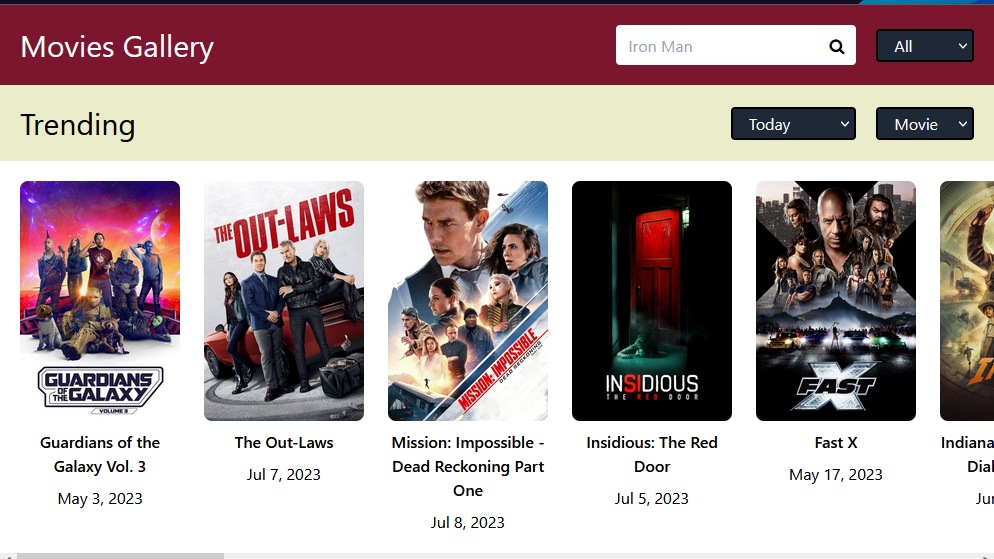 Movies Gallery
Iron Man
All
Trending
Today
Movie
THE OUT-LAWS
MISSION: IMPOSSIBLE
DEAD RECKONING
INSIDIOUS
THE RED DOOR
GUARDIANS
OF THE GALAXY
VOLUME 3
FAST X
Guardians of the
Galaxy Vol. 3
May 3, 2023
The Out-Laws
Jul 7, 2023
Mission: Impossible -
Dead Reckoning Part
One
Jul 8, 2023
Insidious: The Red
Door
Jul 5, 2023
Fast X
May 17, 2023
Indiana
Dial
Jun